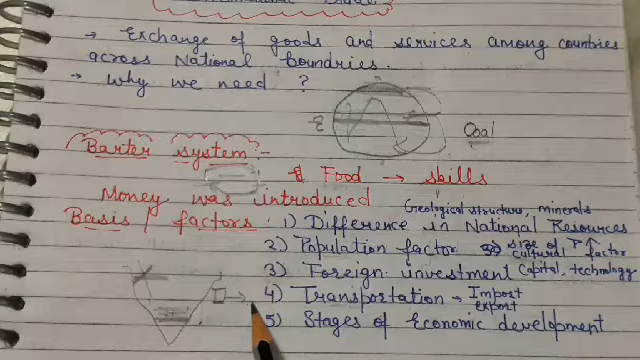 → Exchange of goods and services among countries
across National boundries.
→ Why we need ?
Coal
Barter system :-
Food → skills
Money was introduced
Geological structure, minerals
Basis / factors : 1) Difference in National Resources
2) Population factor → size of P ↑
cultural factor
3) Foreign investment Capital, technology
4) Transportation → Import
export
5) Stages of Economic development